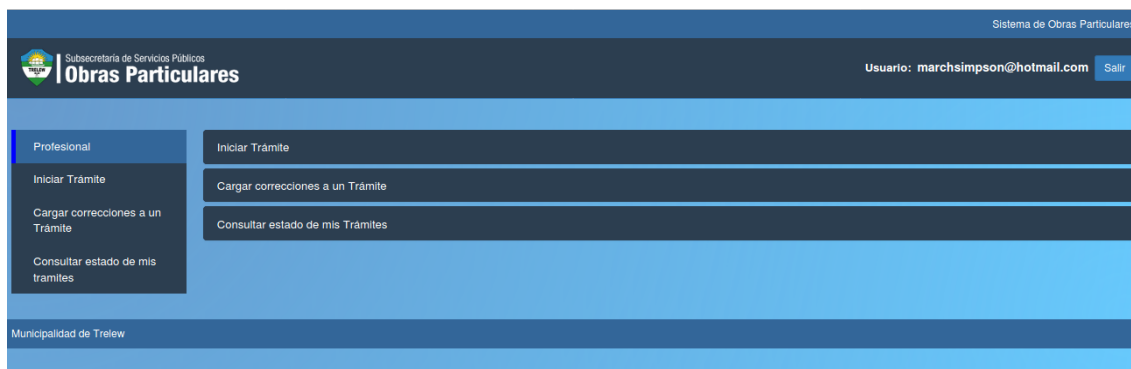 Sistema de Obras Particulares
TRELEW
Subsecretaría de Servicios Públicos
Obras Particulares
Usuario: marchsimpson@hotmail.com
Salir
Profesional
Iniciar Trámite
Cargar correcciones a un
Trámite
Consultar estado de mis
tramites
Iniciar Trámite
Cargar correcciones a un Trámite
Consultar estado de mis Trámites
Municipalidad de Trelew